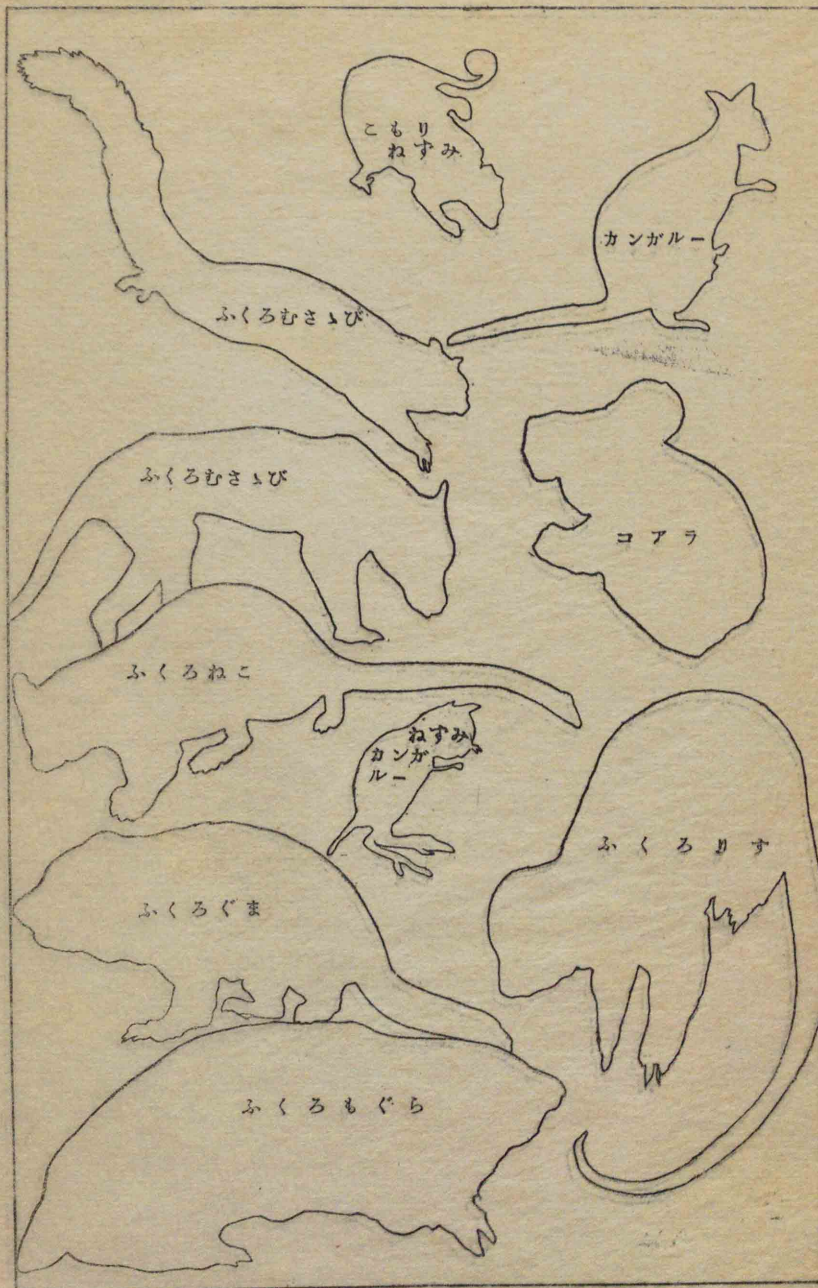 こもり
ねずみ
カンガルー
ふくろむさゝび
ふくろむさゝび
コアラ
ふくろねこ
ねずみ
カンガ
ルー
ふくろりす
ふくろぐま
ふくろもぐら